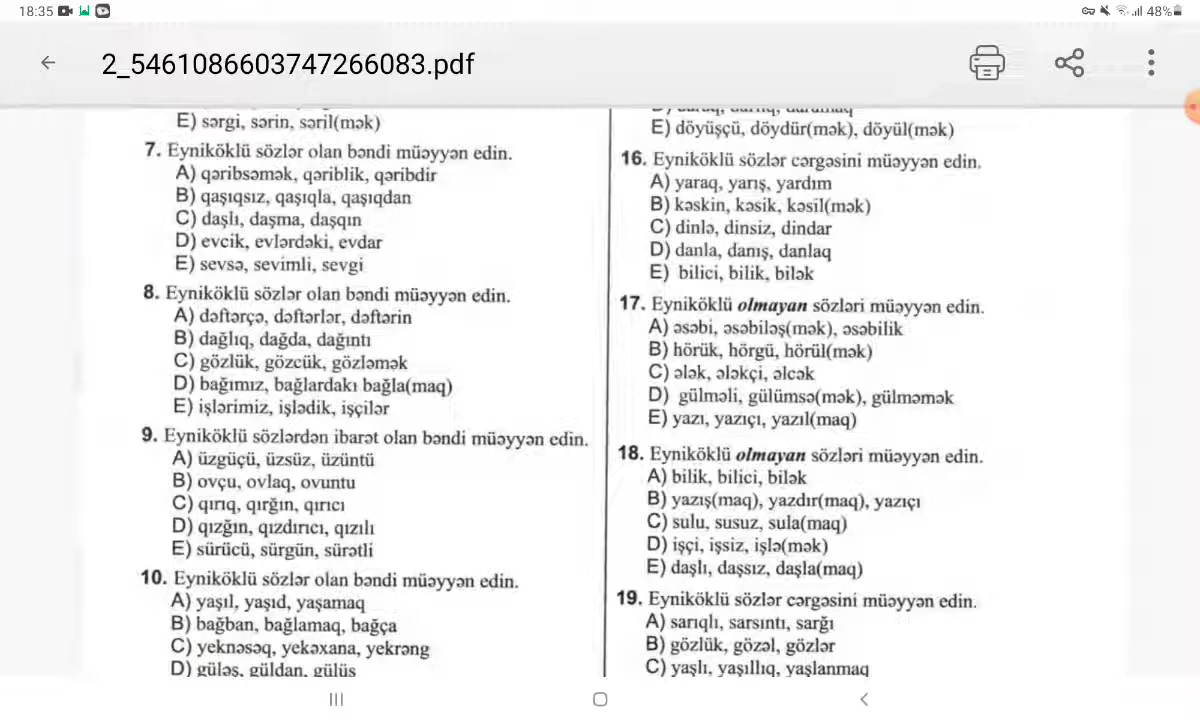 18:35
48%
2_5461086603747266083.pdf
E) sərgi, sərin, səril(mək)
7. Eyniköklü sözlər olan bəndi müəyyən edin.
A) qəribsəmək, qəriblik, qəribdir
B) qaşıqsız, qaşıqla, qaşıqdan
C) daşlı, daşma, daşqın
D) evcik, evlərdəki, evdar
E) sevsə, sevimli, sevgi
8. Eyniköklü sözlər olan bəndi müəyyən edin.
A) dəftərçə, dəftərlər, dəftərin
B) dağlıq, dağda, dağıntı
C) gözlük, gözcük, gözləmək
D) bağımız, bağlardakı bağla(maq)
E) işlərimiz, işlədik, işçilər
9. Eyniköklü sözlərdən ibarət olan bəndi müəyyən edin.
A) üzgüçü, üzsüz, üzüntü
B) ovçu, ovlaq, ovuntu
C) qırıq, qırğın, qırıcı
D) qızğın, qızdırıcı, qızılı
E) sürücü, sürgün, sürətli
10. Eyniköklü sözlər olan bəndi müəyyən edin.
A) yaşıl, yaşıd, yaşamaq
B) bağban, bağlamaq, bağça
C) yeknəsəq, yekəxana, yekrəng
D) güləş, güldan, gülüş
E) döyüşçü, döydür(mək), döyül(mək)
16. Eyniköklü sözlər cərgəsini müəyyən edin.
A) yaraq, yarış, yardım
B) kəskin, kəsik, kəsil(mək)
C) dinlə, dinsiz, dindar
D) danla, danış, danlaq
E) bilici, bilik, bilək
17. Eyniköklü olmayan sözləri müəyyən edin.
A) əsəbi, əsəbiləş(mək), əsəbilik
B) hörük, hörgü, hörül(mək)
C) ələk, ələkçi, əlcək
D) gülməli, gülümsə(mək), gülməmək
E) yazı, yazıçı, yazıl(maq)
18. Eyniköklü olmayan sözləri müəyyən edin.
A) bilik, bilici, bilək
B) yazış(maq), yazdır(maq), yazıçı
C) sulu, susuz, sula(maq)
D) işçi, işsiz, işlə(mək)
E) daşlı, daşsız, daşla(maq)
19. Eyniköklü sözlər cərgəsini müəyyən edin.
A) sarıqlı, sarsıntı, sarğı
B) gözlük, gözəl, gözlər
C) yaşlı, yaşıllıq, yaşlanmaq